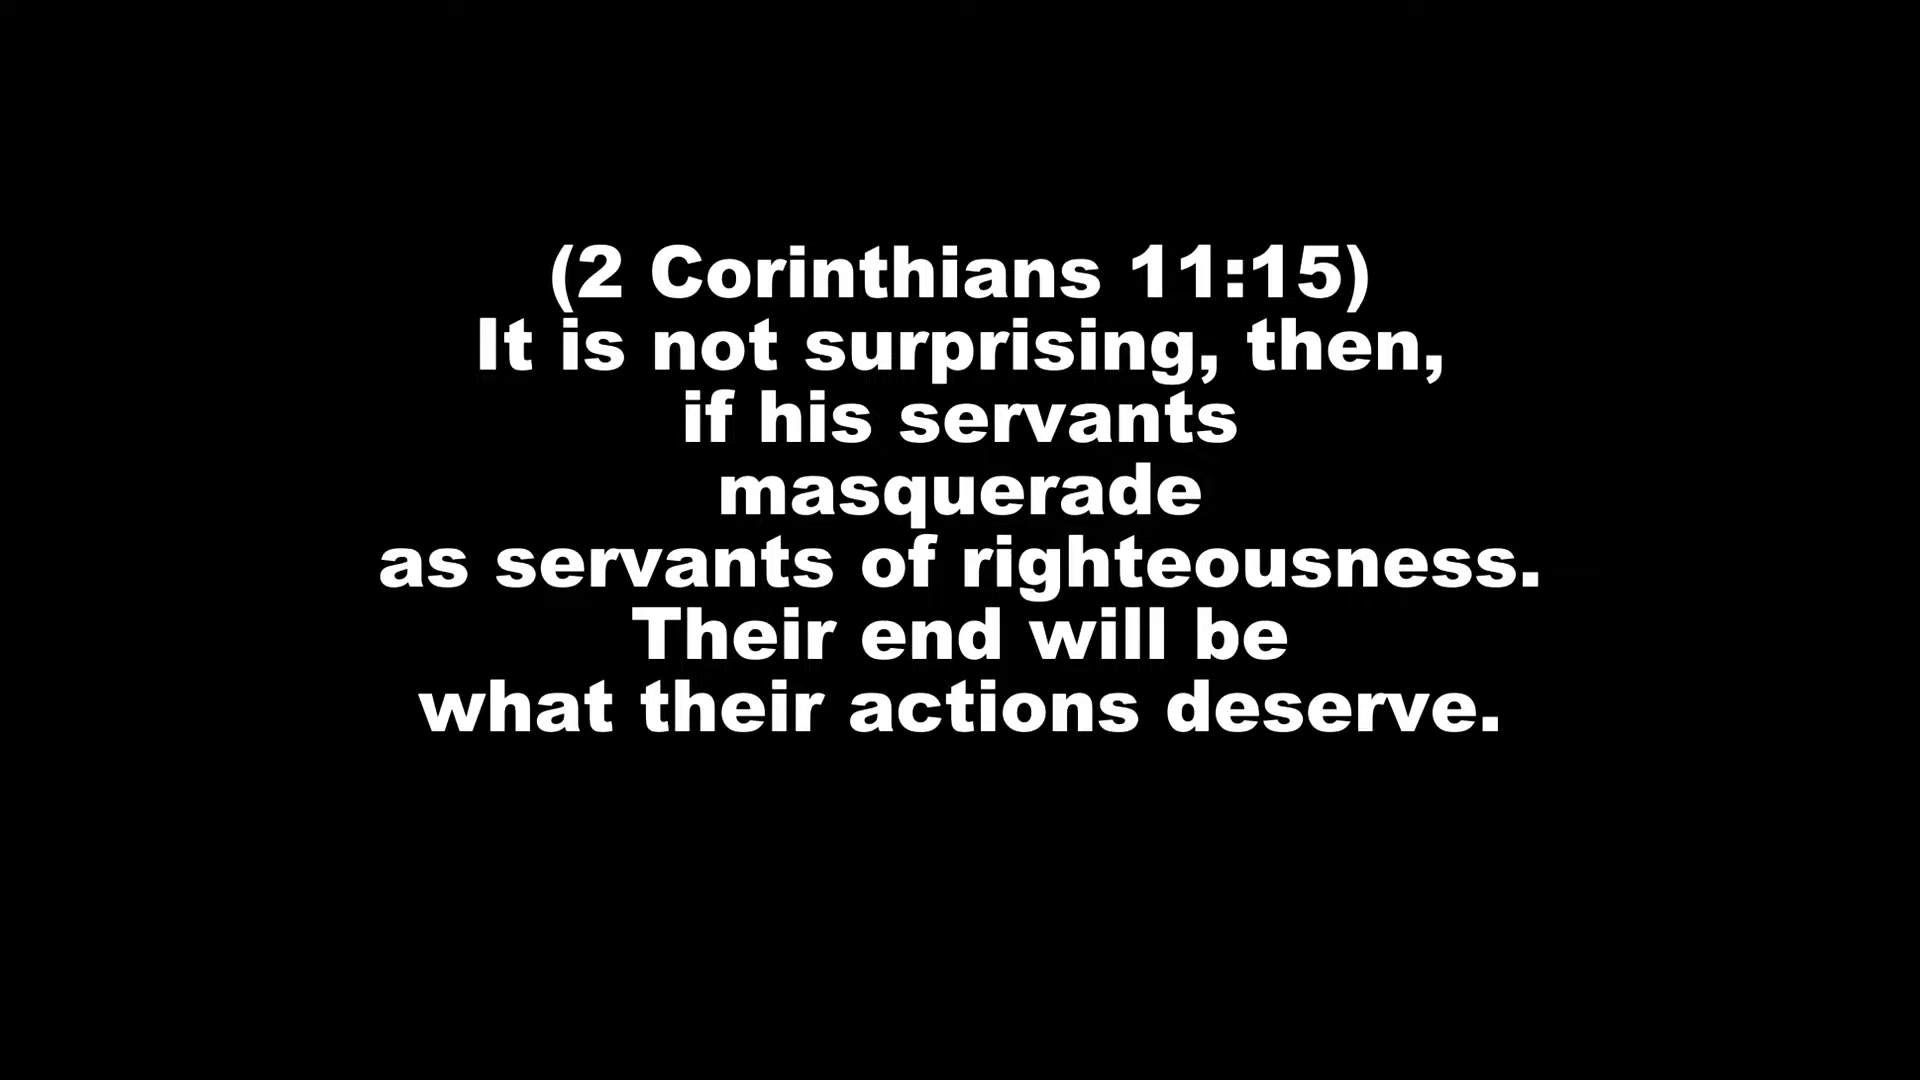 (2 Corinthians 11:15)
It is not surprising, then,
if his servants
masquerade
as servants of righteousness.
Their end will be
what their actions deserve.